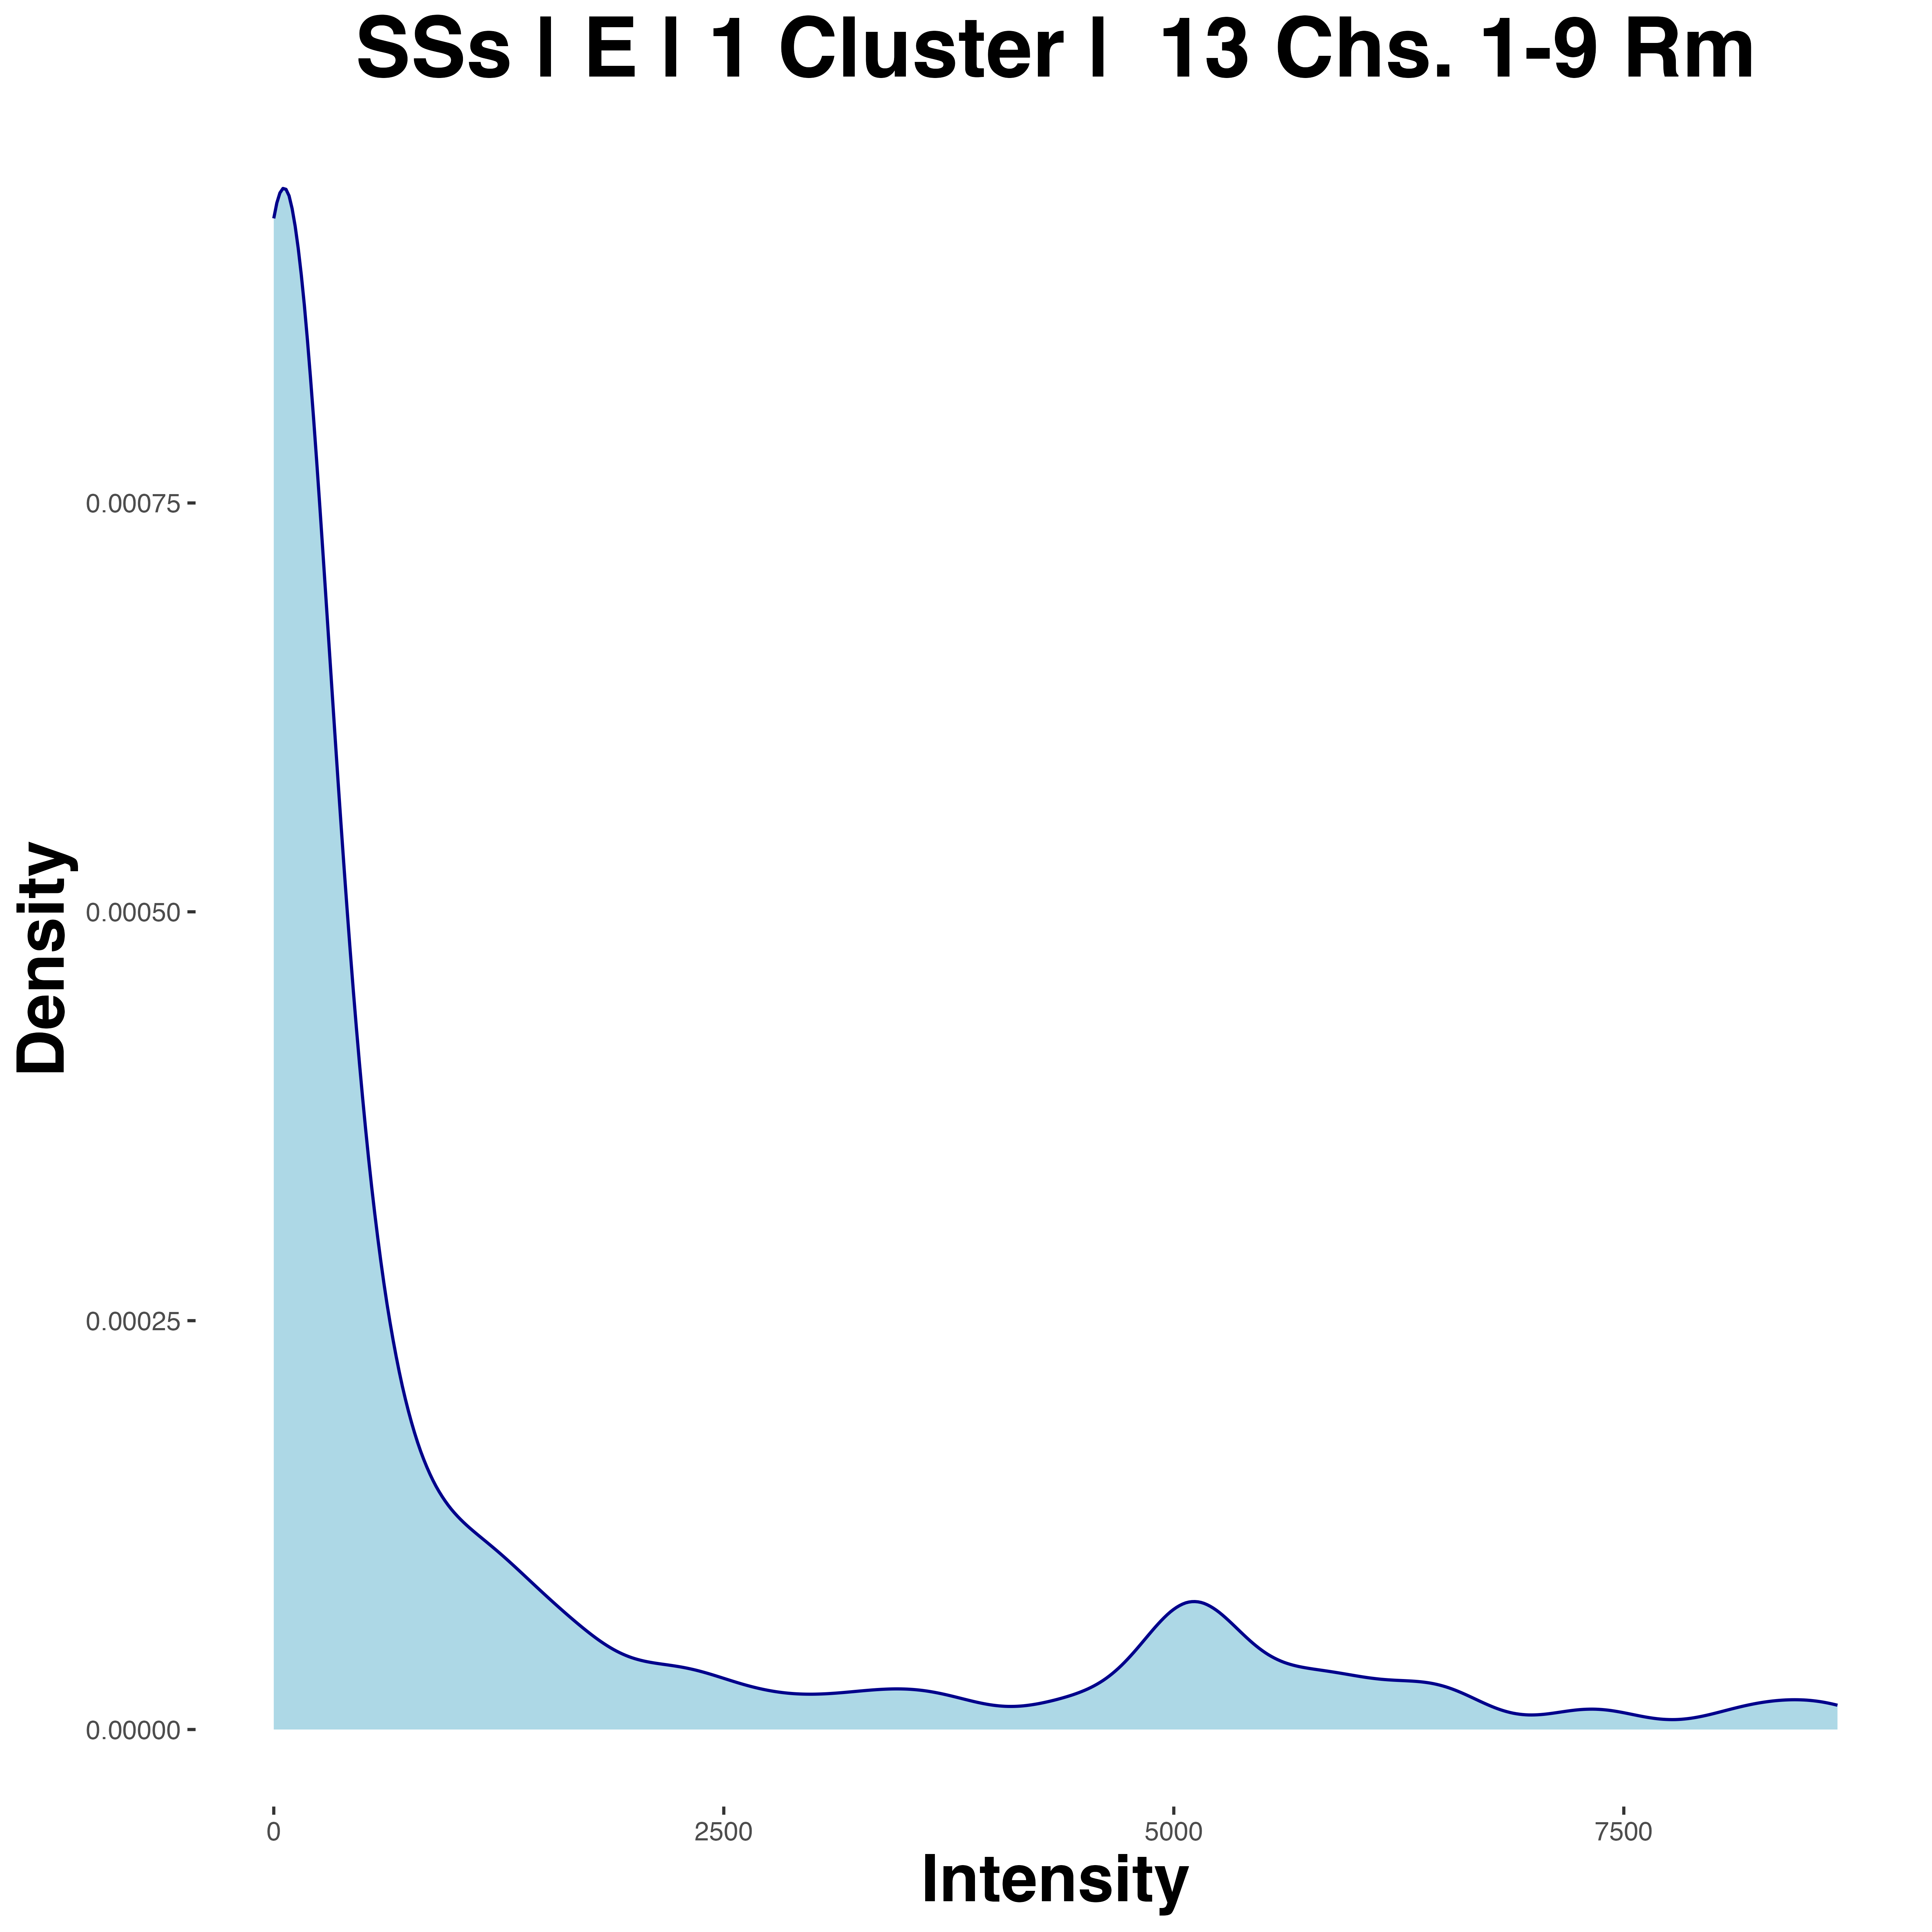 SSs | E | 1 Cluster |  13 Chs. 1-9 Rm
Density
0.00075
0.00050
0.00025
0.00000
0 2500 5000 7500
Intensity